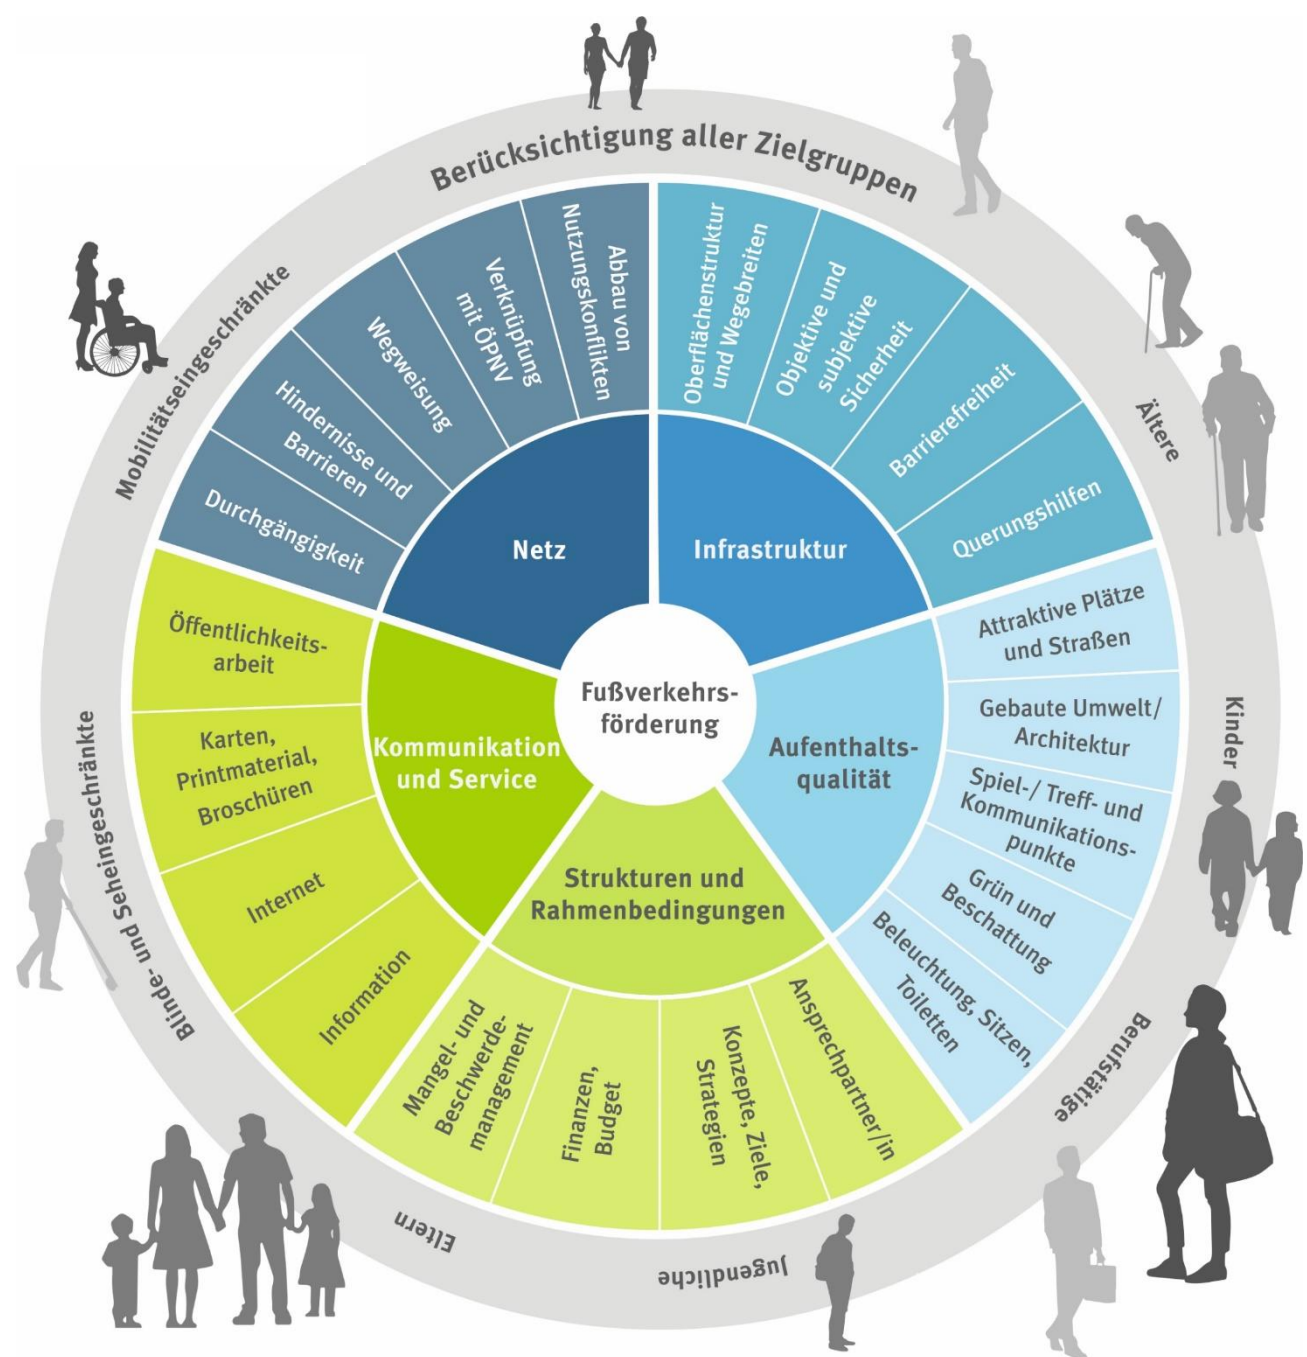 Berücksichtigung aller Zielgruppen
Ältere
Kinder
Berufstätige
Jugendliche
Eltern
Blinde- und Seheingeschränkte
Mobilitätseingeschränkte
Fußverkehrs-
förderung
Netz
Durchgängigkeit
Hindernisse und
Barrieren
Wegweisung
Verknüpfung
mit ÖPNV
Abbau von
Nutzungskonflikten
Infrastruktur
Oberflächenstruktur
und Wegebreiten
Objektive und
subjektive
Sicherheit
Barrierefreiheit
Querungshilfen
Aufenthalts-
qualität
Attraktive Plätze
und Straßen
Gebaute Umwelt/
Architektur
Spiel-/ Treff- und
Kommunikations-
punkte
Grün und
Beschattung
Beleuchtung, Sitzen,
Toiletten
Strukturen und
Rahmenbedingungen
Ansprechpartner/in
Konzepte, Ziele,
Strategien
Finanzen,
Budget
Mangel- und
Beschwerde-
management
Kommunikation
und Service
Information
Internet
Karten,
Printmaterial,
Broschüren
Öffentlichkeits-
arbeit